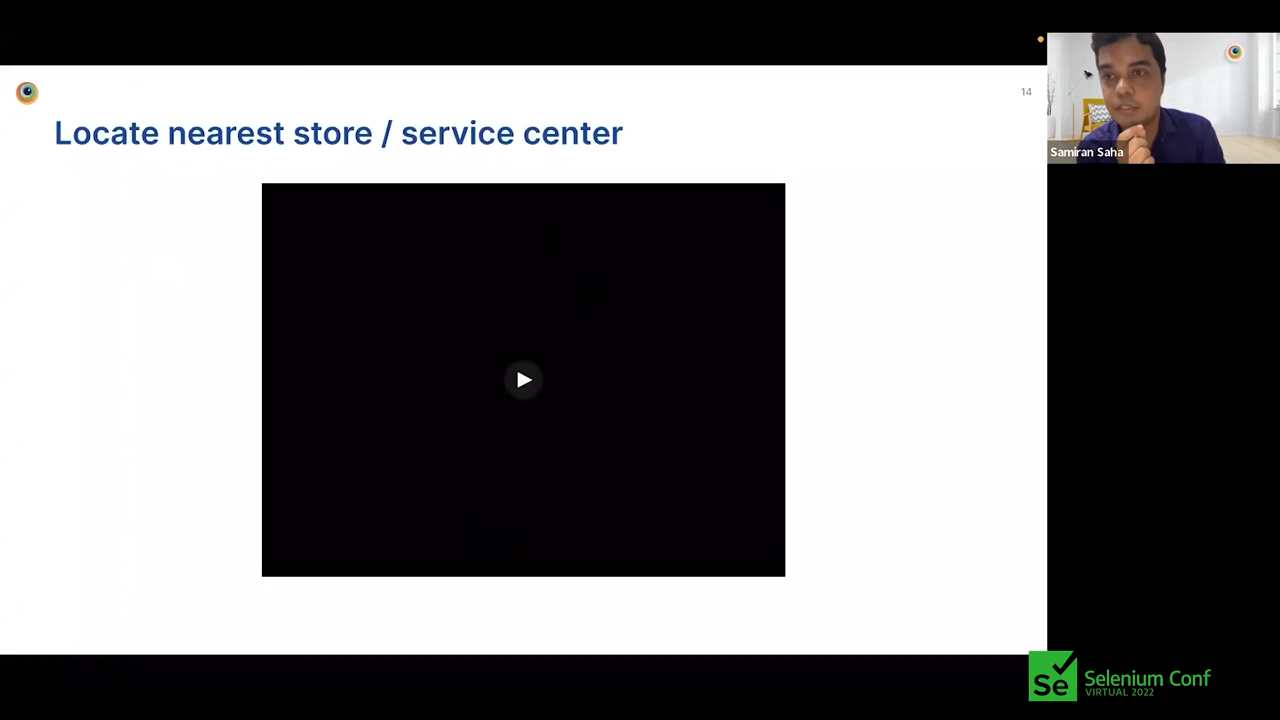 14
Locate nearest store / service center
Samiran Saha
Se
Selenium Conf
VIRTUAL 2022